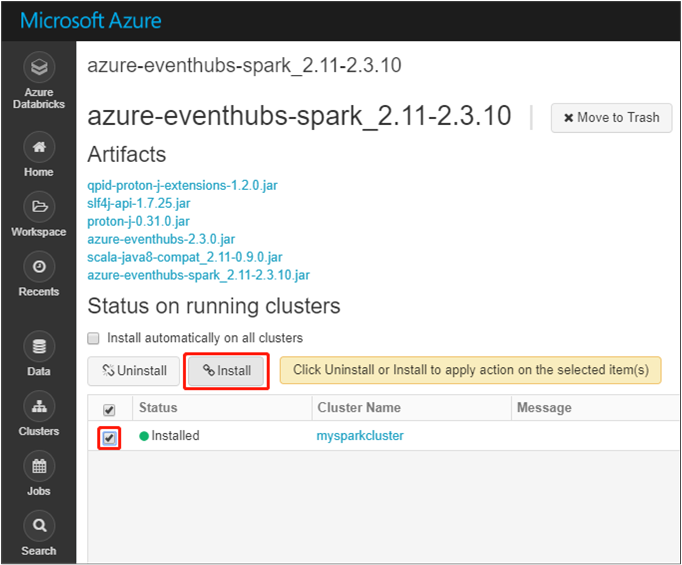 Microsoft Azure
azure-eventhubs-spark_2.11-2.3.10
azure-eventhubs-spark_2.11-2.3.10
Move to Trash
Artifacts
qpid-proton-j-extensions-1.2.0.jar
slf4j-api-1.7.25.jar
proton-j-0.31.0.jar
azure-eventhubs-2.3.0.jar
scala-java8-compat_2.11-0.9.0.jar
azure-eventhubs-spark_2.11-2.3.10.jar
Status on running clusters
Install automatically on all clusters
Uninstall
Install
Click Uninstall or Install to apply action on the selected item(s)
Status Cluster Name Message
Installed mysparkcluster
Azure
Databricks
Home
Workspace
Recents
Data
Clusters
Jobs
Search